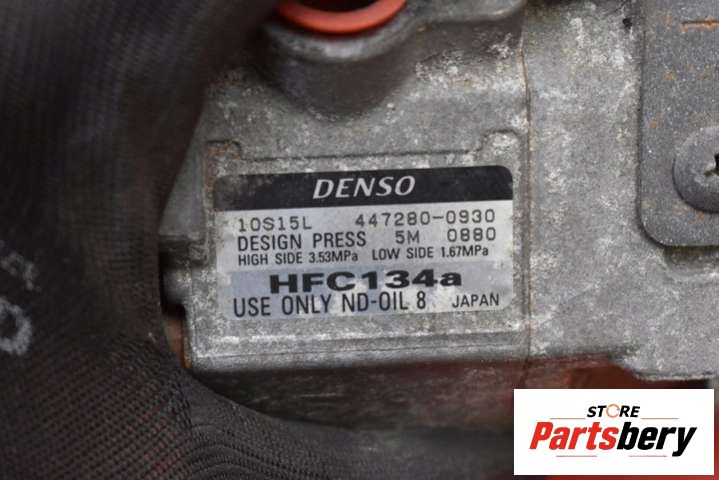 DENSO
10S15L 447280-0930
DESIGN PRESS 5M 0880
HIGH SIDE 3.53MPa LOW SIDE 1.67MPa
HFC134a
USE ONLY ND-OIL 8 JAPAN
STORE
Partsbery